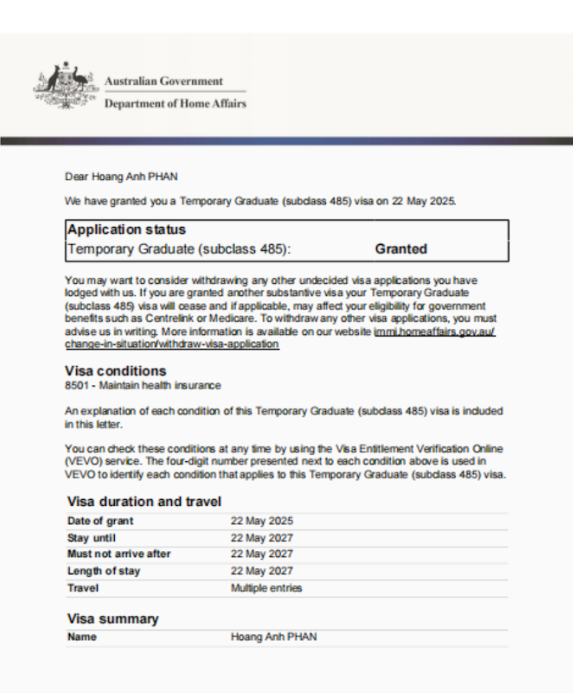 Australian Government
Department of Home Affairs
Dear Hoang Anh PHAN
We have granted you a Temporary Graduate (subclass 485) visa on 22 May 2025.
Application status
Temporary Graduate (subclass 485): Granted
You may want to consider withdrawing any other undecided visa applications you have
lodged with us. If you are granted another substantive visa your Temporary Graduate
(subclass 485) visa will cease and if applicable, may affect your eligibility for government
benefits such as Centrelink or Medicare. To withdraw any other visa applications, you must
advise us in writing. More information is available on our website immi.homeaffairs.gov.au/
change-in-situation/withdraw-visa-application
Visa conditions
8501 - Maintain health insurance
An explanation of each condition of this Temporary Graduate (subclass 485) visa is included
in this letter.
You can check these conditions at any time by using the Visa Entitlement Verification Online
(VEVO) service. The four-digit number presented next to each condition above is used in
VEVO to identify each condition that applies to this Temporary Graduate (subclass 485) visa.
Visa duration and travel
Date of grant 22 May 2025
Stay until 22 May 2027
Must not arrive after 22 May 2027
Length of stay 22 May 2027
Travel Multiple entries
Visa summary
Name Hoang Anh PHAN